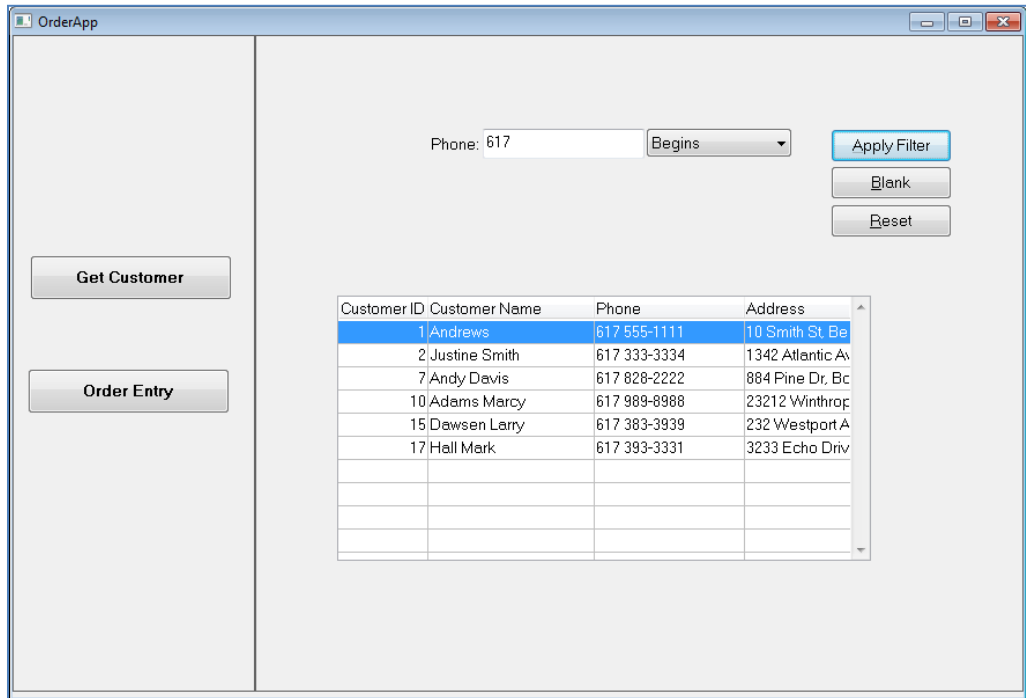 OrderApp
Phone: 617 Begins Apply Filter
Blank
Reset
Get Customer
Order Entry
Customer ID Customer Name Phone Address
1 Andrews 617 555-1111 10 Smith St, Be
2 Justine Smith 617 333-3334 1342 Atlantic Av
7 Andy Davis 617 828-2222 884 Pine Dr, Bo
10 Adams Marcy 617 989-8988 23212 Winthrop
15 Dawsen Larry 617 383-3939 232 Westport A
17 Hall Mark 617 393-3331 3233 Echo Driv